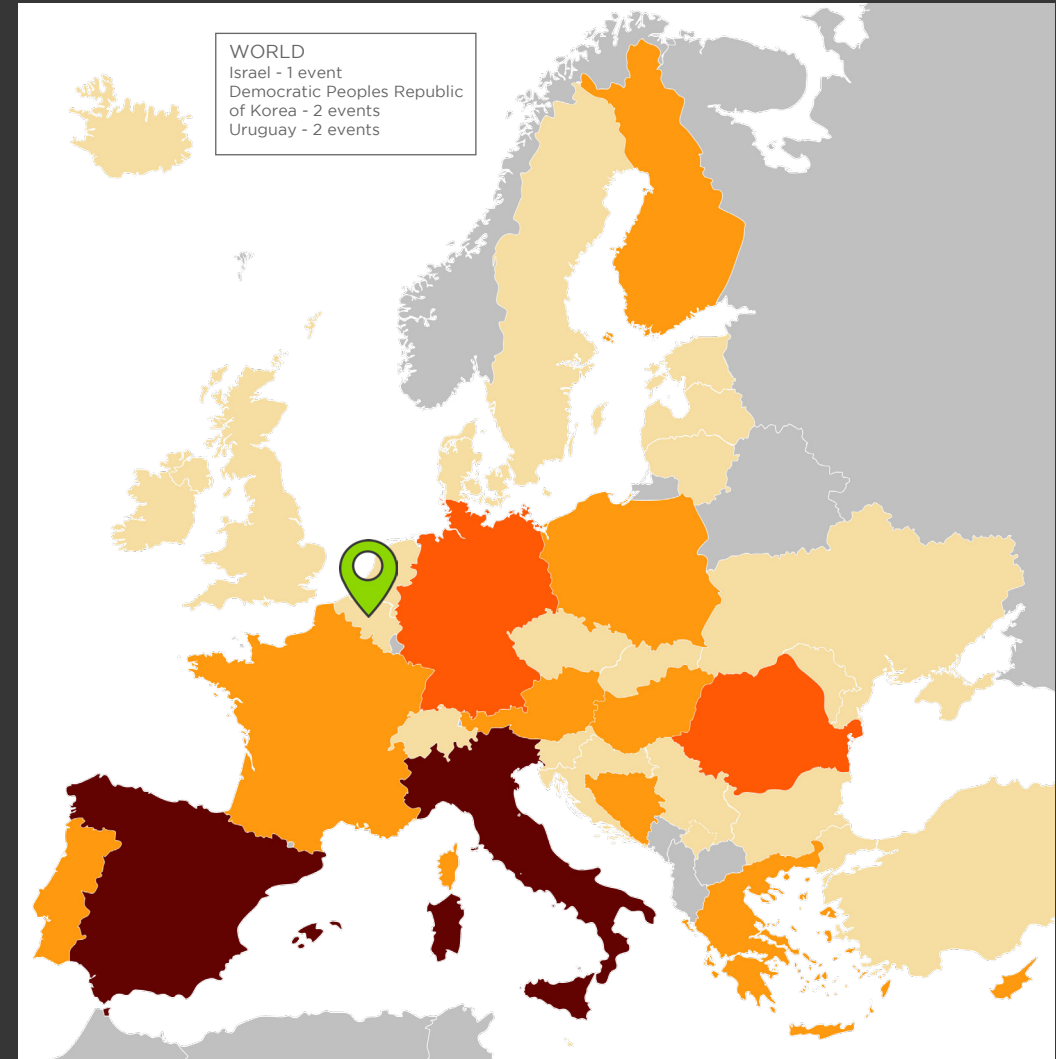 WORLD
Israel - 1 event
Democratic Peoples Republic
of Korea - 2 events
Uruguay - 2 events